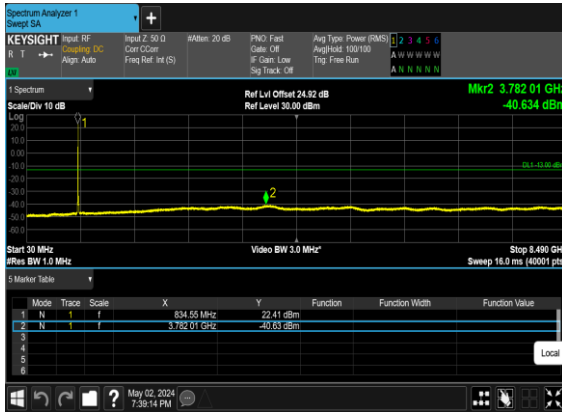 Spectrum Analyzer 1
Swept SA
KEYSIGHT Input: RF Input Z: 50 Ω #Atten: 20 dB PNO: Fast Avg Type: Power (RMS) 1 2 3 4 5 6
R T Coupling: DC Corr CCorr Gate: Off Avg|Hold: 100/100 A W W W W W
Align: Auto Freq Ref: Int (S) IF Gain: Low Trig: Free Run
Sig Track: Off A N N N N N
LXI
1 Spectrum Ref Lvl Offset 24.92 dB Mkr2 3.782 01 GHz
Scale/Div 10 dB Ref Level 30.00 dBm -40.634 dBm
Log
20.0 1
10.0
0.00
-10.0 DL1 -13.00 dBm
-20.0
-30.0
-40.0 2
-50.0
-60.0
Start 30 MHz Video BW 3.0 MHz* Stop 8.490 GH
#Res BW 1.0 MHz Sweep 16.0 ms (40001 pts
5 Marker Table
Mode Trace Scale X Y Function Function Width Function Value
1 N 1 f 834.55 MHz 22.41 dBm
2 N 1 f 3.782 01 GHz -40.63 dBm
3
4
5
6
Local
? May 02, 2024
7:39:14 PM